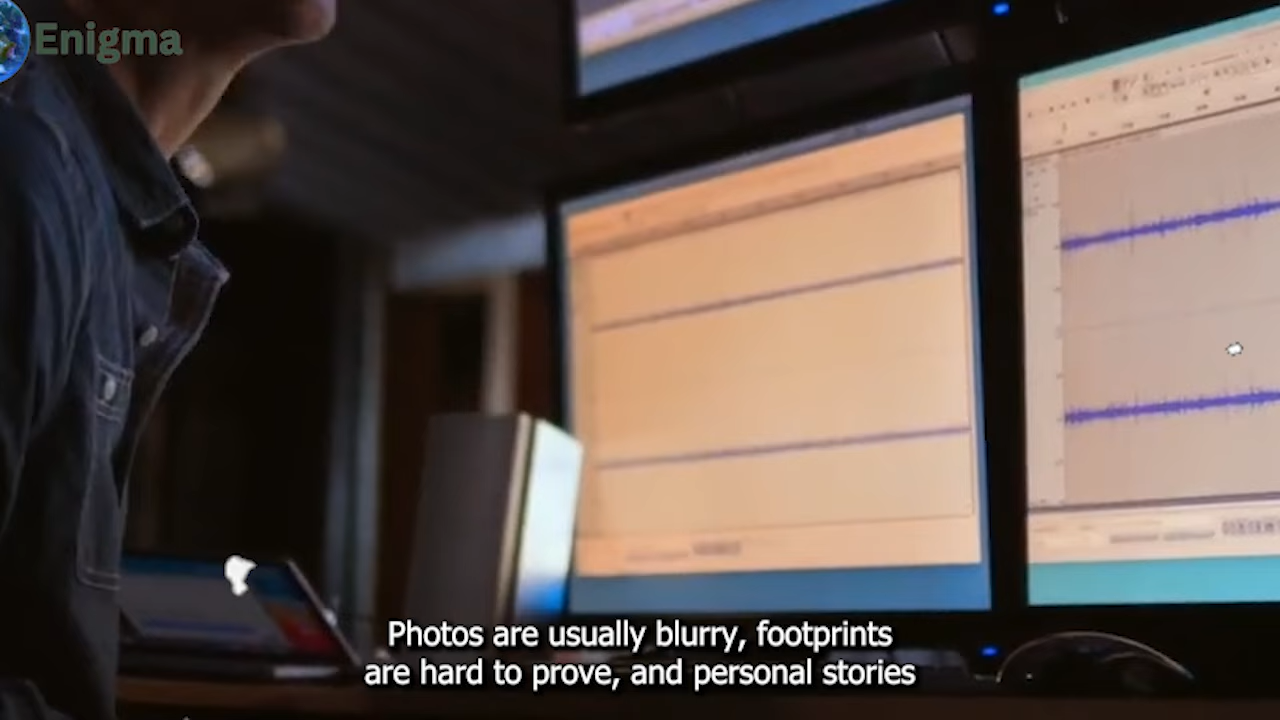 Enigma
Photos are usually blurry, footprints
are hard to prove, and personal stories